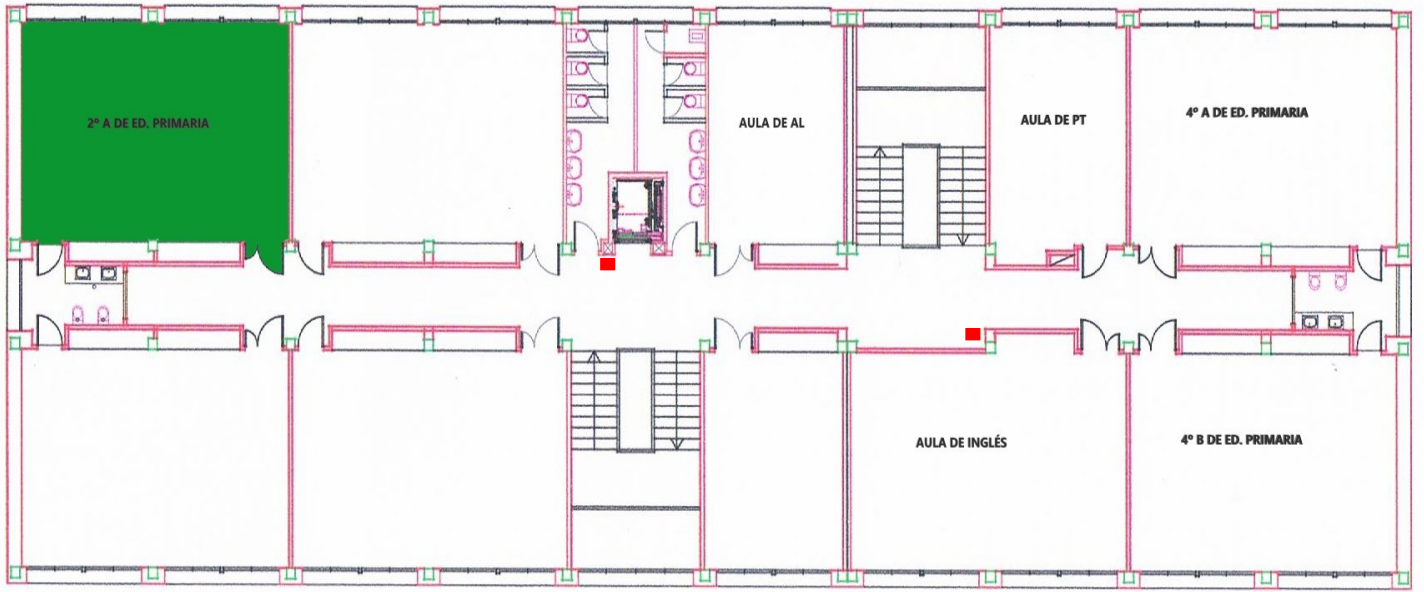 2º A DE ED. PRIMARIA
AULA DE AL
AULA DE PT
4º A DE ED. PRIMARIA
AULA DE INGLÉS
4º B DE ED. PRIMARIA